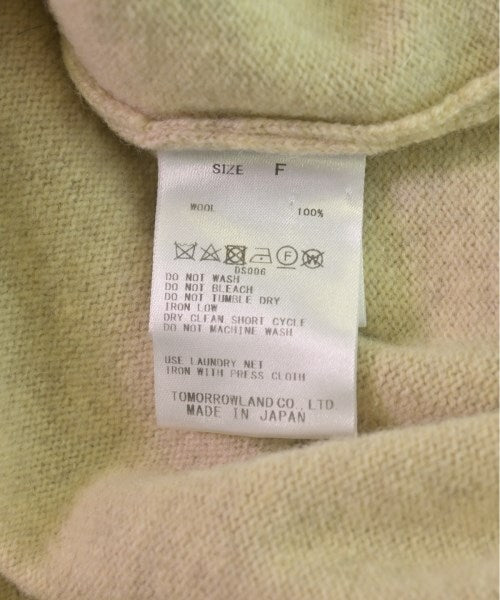 SIZE F
WOOL 100%
F W
DS006
DO NOT WASH
DO NOT BLEACH
DO NOT TUMBLE DRY
IRON LOW
DRY CLEAN SHORT CYCLE
DO NOT MACHINE WASH
USE LAUNDRY NET
IRON WITH PRESS CLOTH
TOMORROWLAND CO., LTD.
MADE IN JAPAN